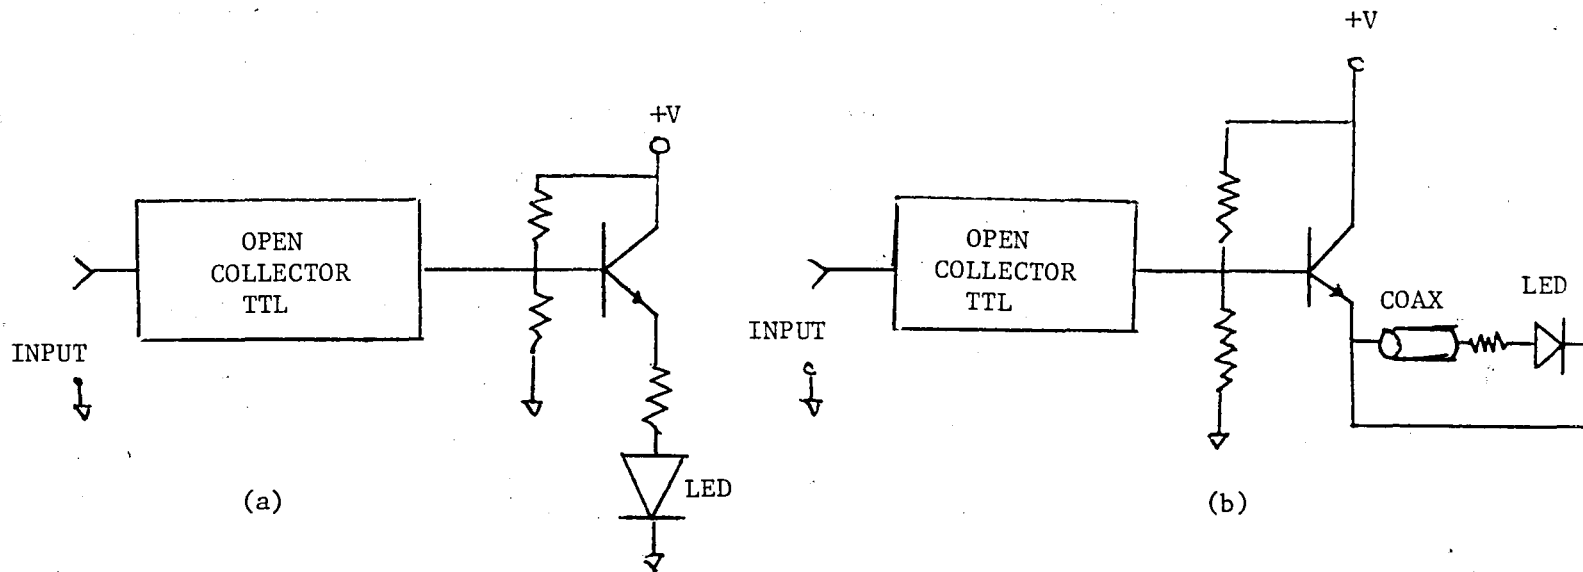 +V
OPEN
COLLECTOR
TTL
INPUT
LED
(a)
+V
OPEN
COLLECTOR
TTL
INPUT
COAX
LED
(b)